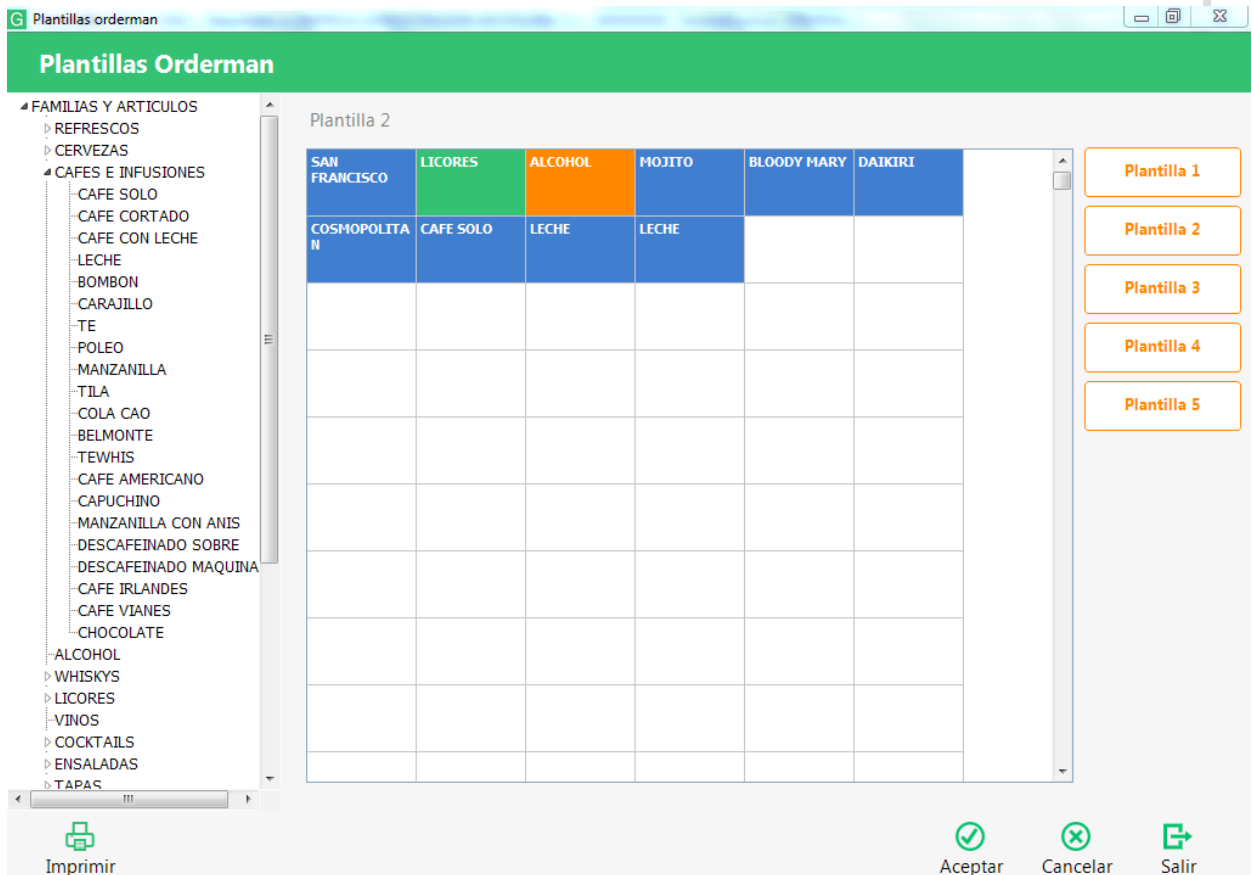 G Plantillas orderman
Plantillas Orderman
FAMILIAS Y ARTICULOS
REFRESCOS
CERVEZAS
CAFES E INFUSIONES
CAFE SOLO
CAFE CORTADO
CAFE CON LECHE
LECHE
BOMBON
CARAJILLO
TE
POLEO
MANZANILLA
TILA
COLA CAO
BELMONTE
TEWHIS
CAFE AMERICANO
CAPUCHINO
MANZANILLA CON ANIS
DESCAFEINADO SOBRE
DESCAFEINADO MAQUINA
CAFE IRLANDES
CAFE VIANES
CHOCOLATE
ALCOHOL
WHISKYS
LICORES
VINOS
COCKTAILS
ENSALADAS
TAPAS
Plantilla 2
SAN
FRANCISCO
LICORES
ALCOHOL
MOJITO
BLOODY MARY
DAIKIRI
COSMOPOLITA
N
CAFE SOLO
LECHE
LECHE
Plantilla 1
Plantilla 2
Plantilla 3
Plantilla 4
Plantilla 5
Imprimir
Aceptar
Cancelar
Salir